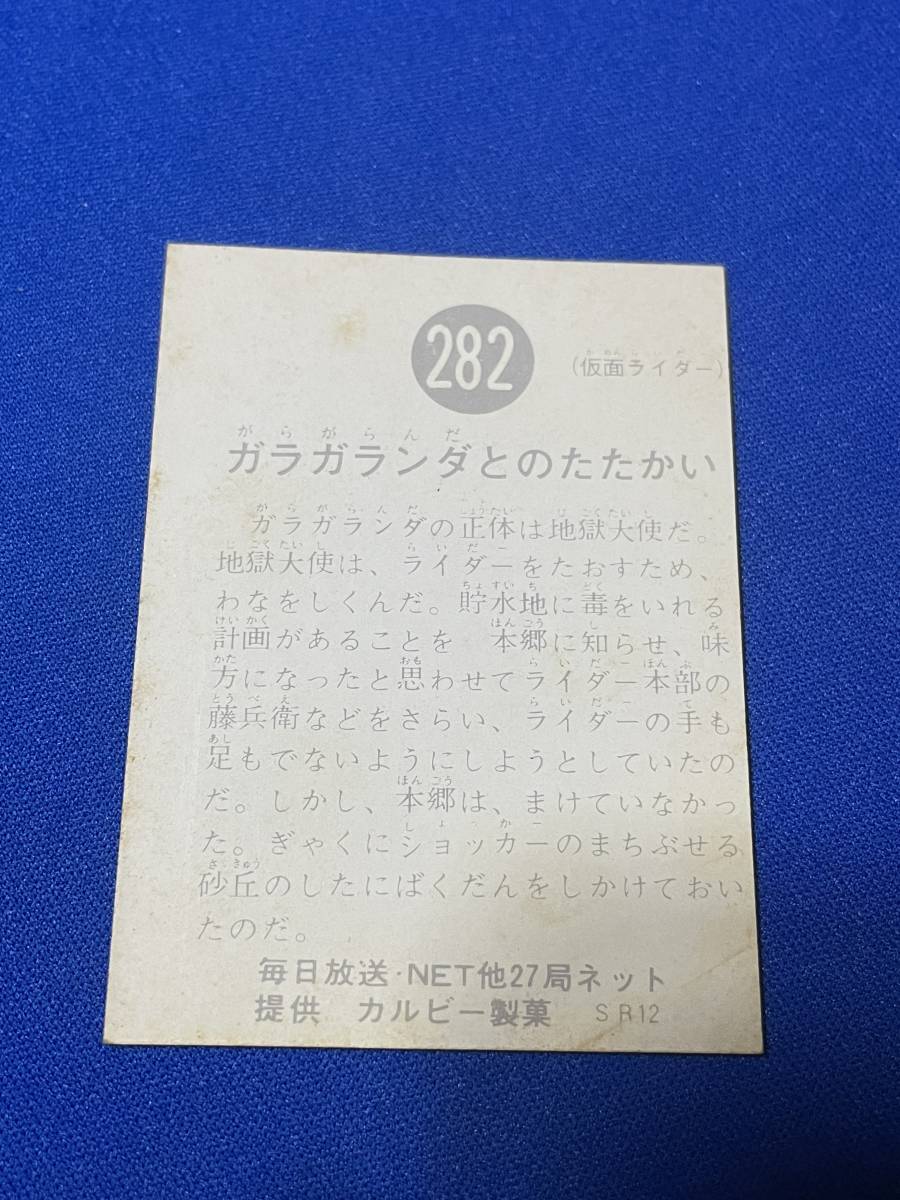 282
(仮面ライダー)
ガラガランダとのたたかい
ガラガランダの正体は地獄大使だ。
地獄大使は、ライダーをたおすため、
わなをしくんだ。貯水地に毒をいれる
計画があることを 本郷に知らせ、味
方になったと思わせてライダー本部の
藤兵衛などをさらい、ライダーの手も
足もでないようにしようとしていたの
だ。しかし、本郷は、まけていなかっ
た。ぎゃくにショッカーのまちぶせる
砂丘のしたにばくだんをしかけておい
たのだ。
毎日放送・NET他27局ネット
提供 カルビー製菓 SR12